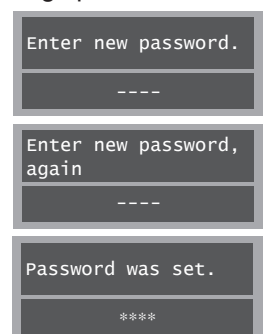 Enter new password.
----
Enter new password,
again
----
Password was set.
****